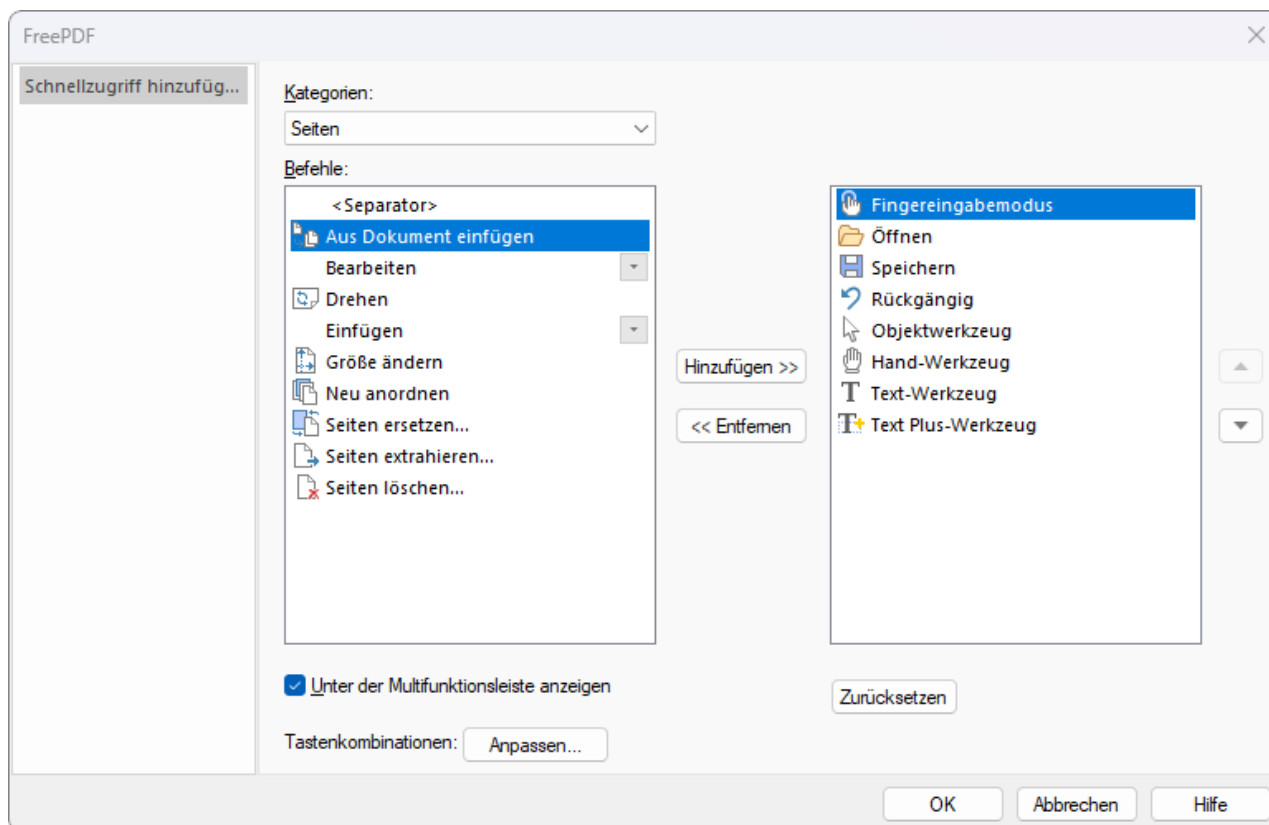 FreePDF
Schnellzugriff hinzufüg...
Kategorien:
Seiten
Befehle:
<Separator>
Aus Dokument einfügen
Bearbeiten
Drehen
Einfügen
Größe ändern
Neu anordnen
Seiten ersetzen...
Seiten extrahieren...
Seiten löschen...
Hinzufügen >>
<< Entfernen
Fingereingabemodus
Öffnen
Speichern
Rückgängig
Objektwerkzeug
Hand-Werkzeug
Text-Werkzeug
Text Plus-Werkzeug
Unter der Multifunktionsleiste anzeigen
Zurücksetzen
Tastenkombinationen: Anpassen...
OK Abbrechen Hilfe